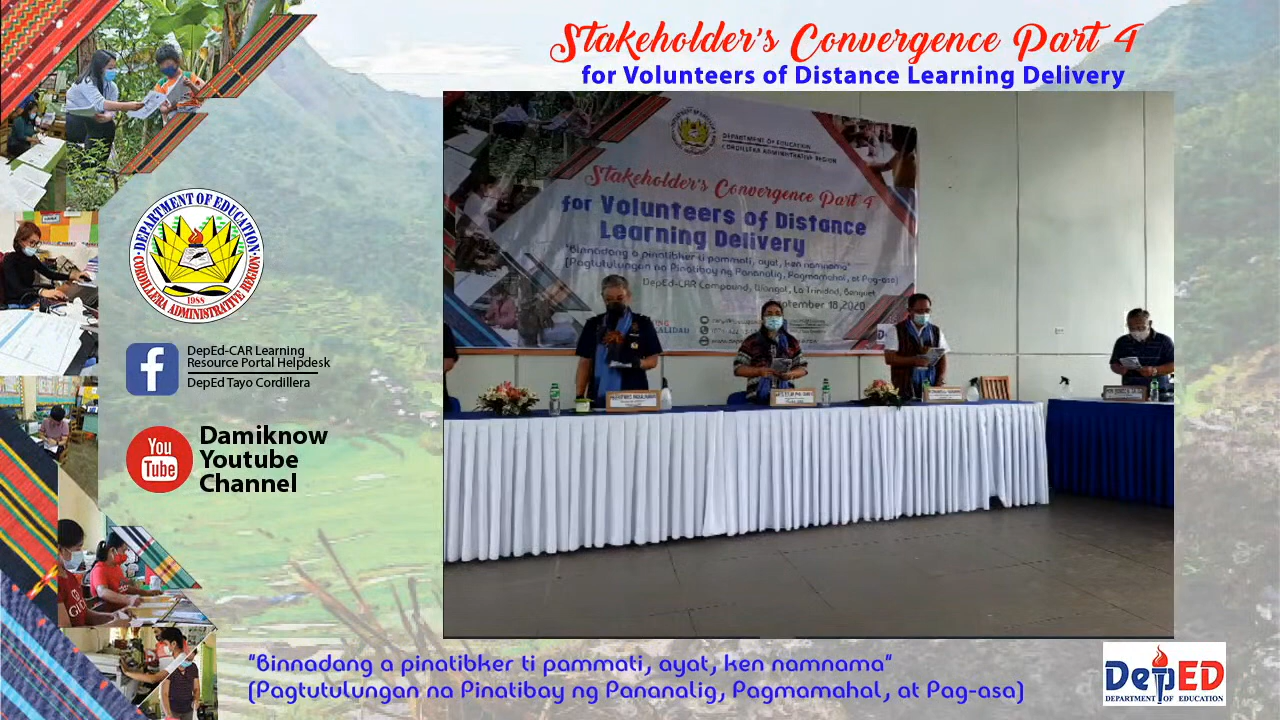 Stakeholder's Convergence Part 4
for Volunteers of Distance Learning Delivery
DEPARTMENT OF EDUCATION
CORDILLERA ADMINISTRATIVE REGION
1988
DepEd-CAR Learning
Resource Portal Helpdesk
DepEd Tayo Cordillera
You
Tube
Damiknow
Youtube
Channel
DEPARTMENT OF EDUCATION
CORDILLERA ADMINISTRATIVE REGION
Stakeholder's Convergence Part 4
for Volunteers of Distance
Learning Delivery
"Binnadang a pinatibker ti pammati, ayat, ken namnama"
(Pagtutulungan na Pinatibay ng Pananalig, Pagmamahal, at Pag-asa)
DepEd-CAR Compound, Wangal, La Trinidad, Benguet
September 18,2020
"Binnadang a pinatibker ti pammati, ayat, ken namnama"
(Pagtutulungan na Pinatibay ng Pananalig, Pagmamahal, at Pag-asa)
DepED
DEPARTMENT OF EDUCATION